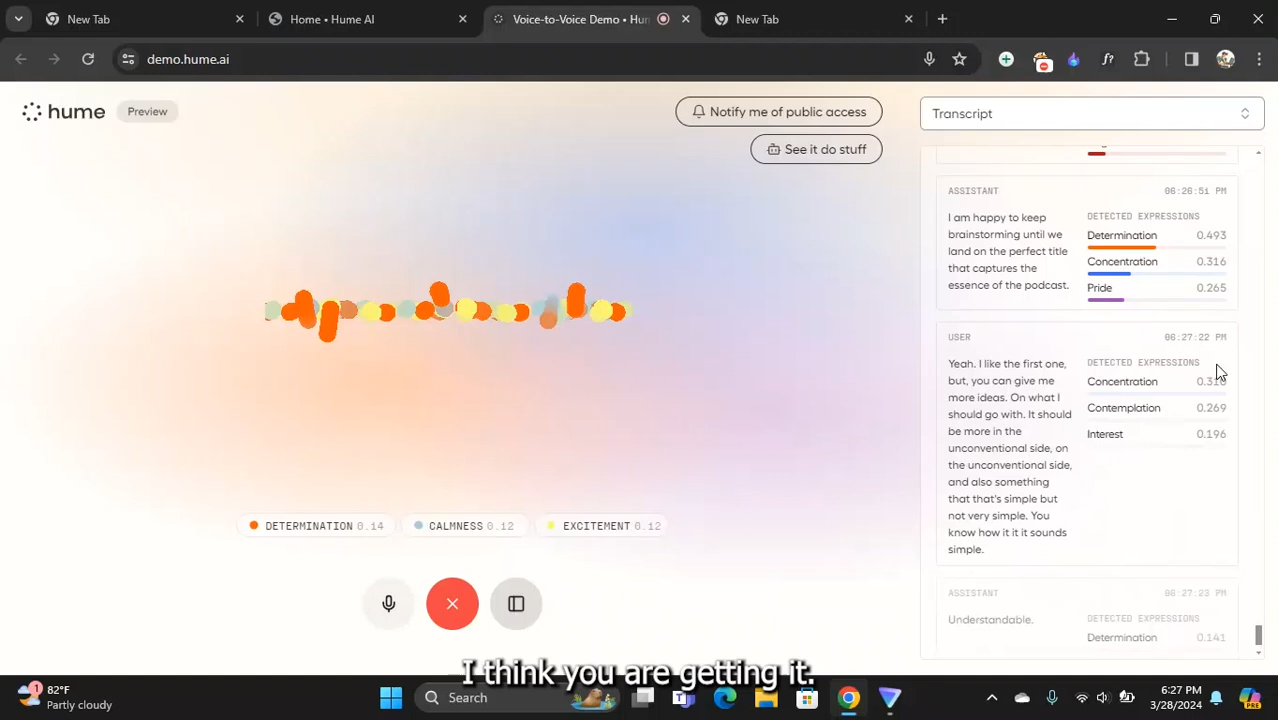 New Tab
Home • Hume AI
Voice-to-Voice Demo • Hum
New Tab
demo.hume.ai
f?
hume
Preview
Notify me of public access
See it do stuff
Transcript
ASSISTANT
06:26:51 PM
I am happy to keep
brainstorming until we
land on the perfect title
that captures the
essence of the podcast.
DETECTED EXPRESSIONS
Determination 0.493
Concentration 0.316
Pride 0.265
USER
06:27:22 PM
Yeah. I like the first one,
but, you can give me
more ideas. On what I
should go with. It should
be more in the
unconventional side, on
the unconventional side,
and also something
that that's simple but
not very simple. You
know how it it it sounds
simple.
DETECTED EXPRESSIONS
Concentration
Contemplation 0.269
Interest 0.196
ASSISTANT
06:27:23 PM
Understandable.
DETECTED EXPRESSIONS
Determination 0.141
DETERMINATION 0.14
CALMNESS 0.12
EXCITEMENT 0.12
I think you are getting it.
1
82°F
Partly cloudy
Search
6:27 PM
3/28/2024
PRE